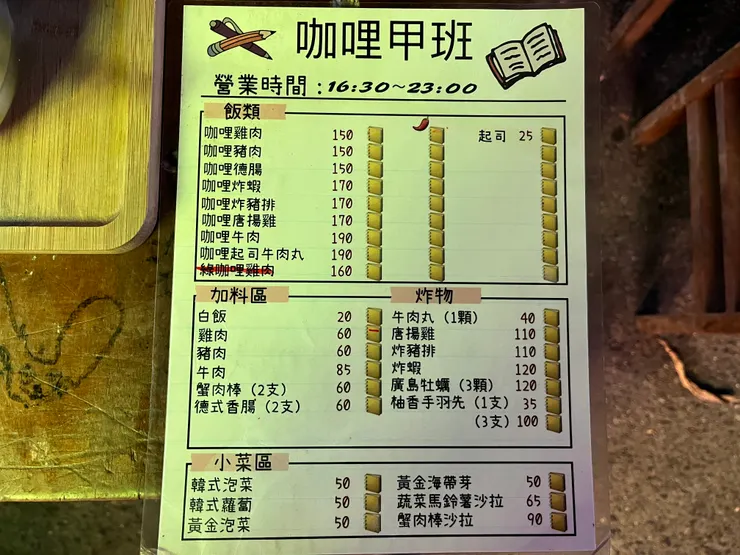 咖哩甲班
營業時間:16:30~23:00
飯類
咖哩雞肉 150 起司 25
咖哩豬肉 150
咖哩德腸 150
咖哩炸蝦 170
咖哩炸豬排 170
咖哩唐揚雞 170
咖哩牛肉 190
咖哩起司牛肉丸 190
綠咖哩雞肉 160
加料區
白飯 20
雞肉 60
豬肉 60
牛肉 85
蟹肉棒(2支) 60
德式香腸(2支) 60
炸物
牛肉丸(1顆) 40
唐揚雞 110
炸豬排 110
炸蝦 120
廣島牡蠣(3顆) 120
柚香手羽先(1支) 35
(3支) 100
小菜區
韓式泡菜 50
韓式蘿蔔 50
黃金泡菜 50
黃金海帶芽 50
蔬菜馬鈴薯沙拉 65
蟹肉棒沙拉 90